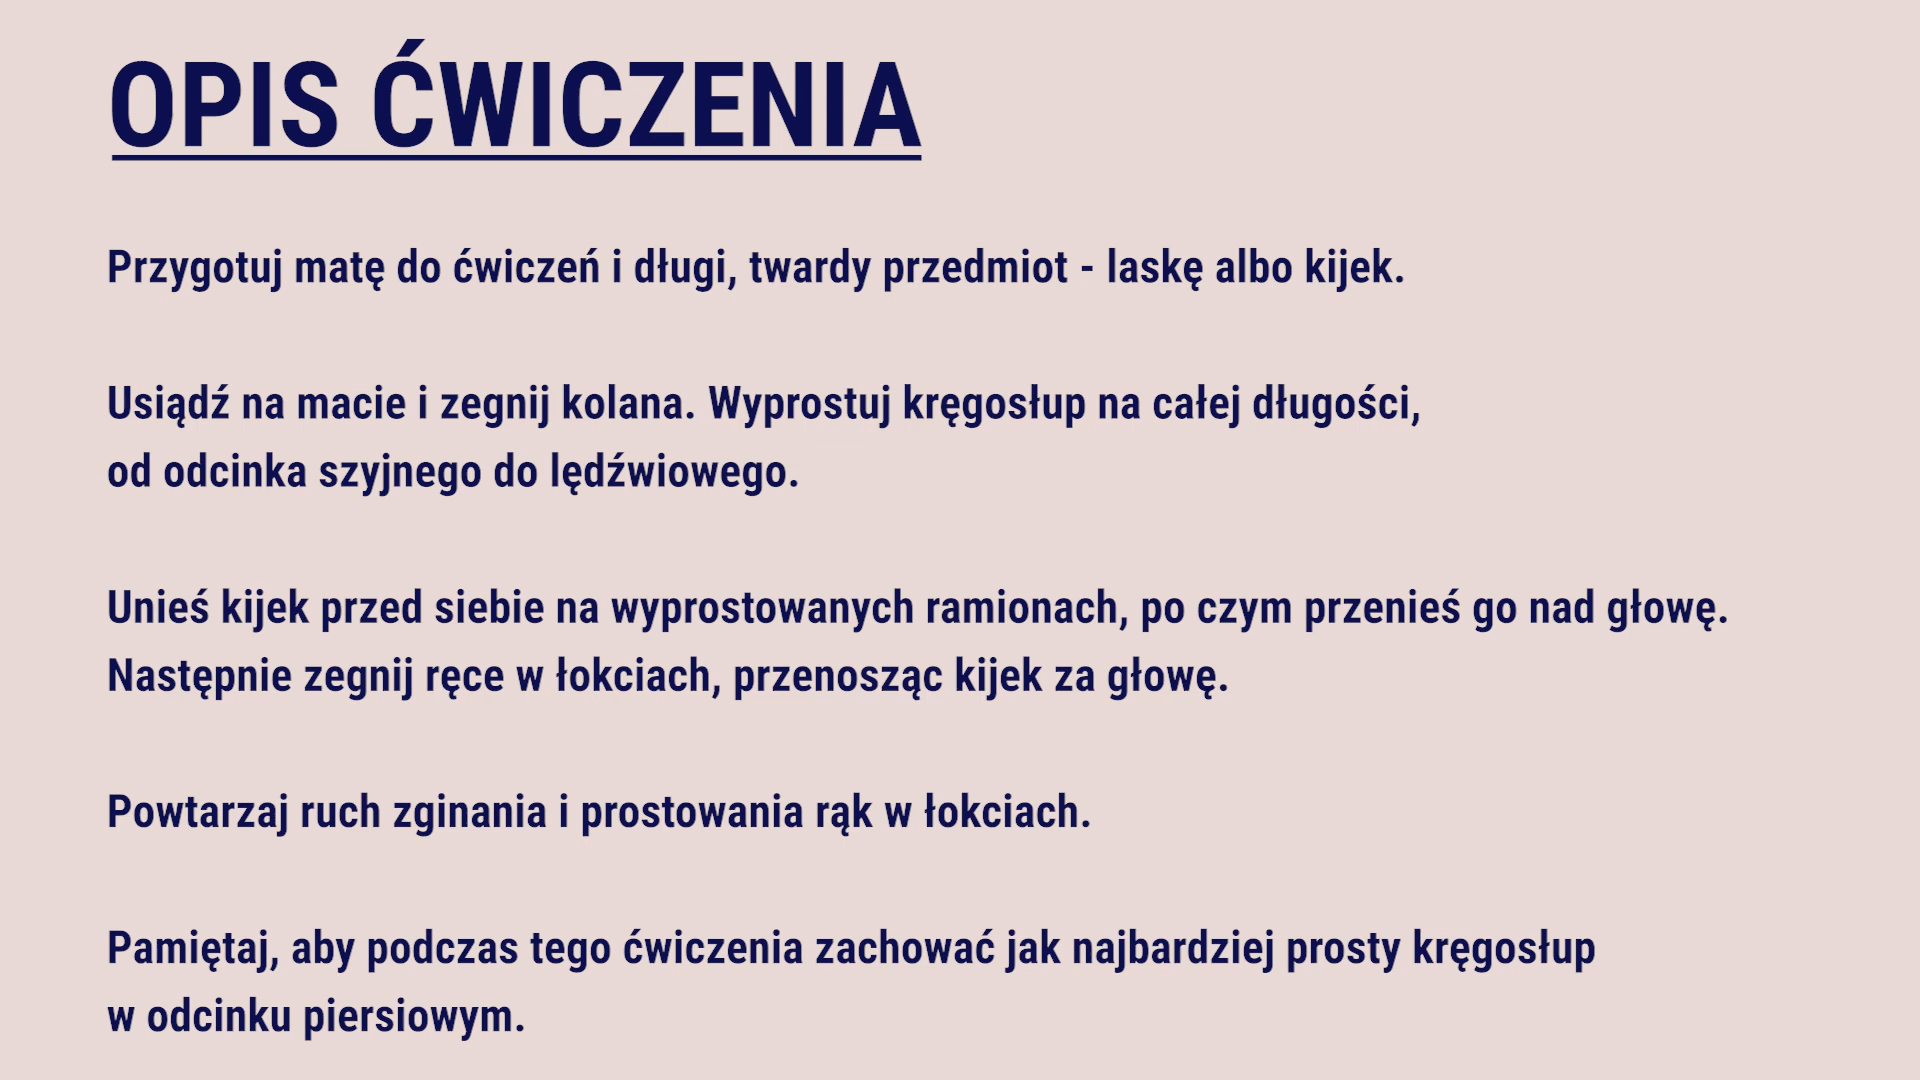 OPIS ĆWICZENIA
Przygotuj matę do ćwiczeń i długi, twardy przedmiot - laskę albo kijek.
Usiądź na macie i zegnij kolana. Wyprostuj kręgosłup na całej długości,
od odcinka szyjnego do lędźwiowego.
Unieś kijek przed siebie na wyprostowanych ramionach, po czym przenieś go nad głowę.
Następnie zegnij ręce w łokciach, przenosząc kijek za głowę.
Powtarzaj ruch zginania i prostowania rąk w łokciach.
Pamiętaj, aby podczas tego ćwiczenia zachować jak najbardziej prosty kręgosłup
w odcinku piersiowym.